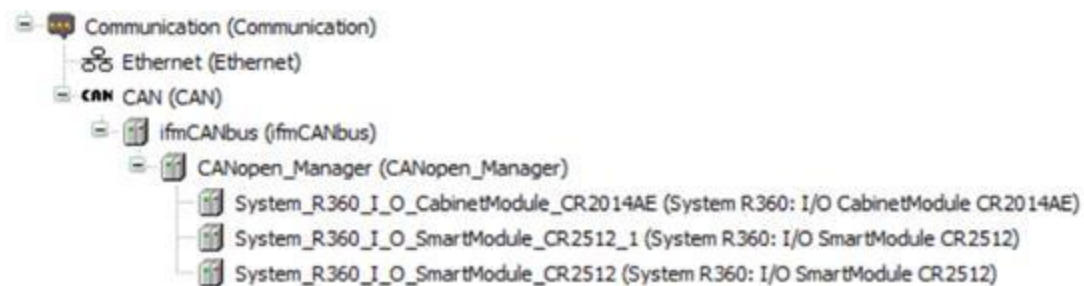 Communication (Communication)
Ethernet (Ethernet)
CAN CAN (CAN)
ifmCANbus (ifmCANbus)
CANopen_Manager (CANopen_Manager)
System_R360_I_O_CabinetModule_CR2014AE (System R360: I/O CabinetModule CR2014AE)
System_R360_I_O_SmartModule_CR2512_1 (System R360: I/O SmartModule CR2512)
System_R360_I_O_SmartModule_CR2512 (System R360: I/O SmartModule CR2512)